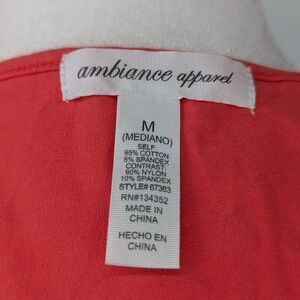 ambiance apparel
M
(MEDIANO)
SELF:
95% COTTON
5% SPANDEX
CONTRAST:
90% NYLON
10% SPANDEX
STYLE# 67363
RN#134352
MADE IN
CHINA
HECHO EN
CHINA